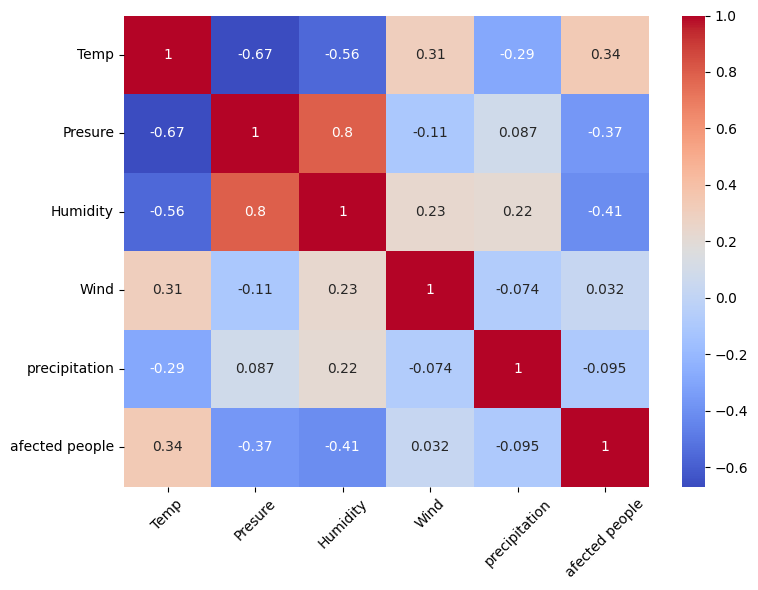 Temp 1 -0.67 -0.56 0.31 -0.29 0.34
Presure -0.67 1 0.8 -0.11 0.087 -0.37
Humidity -0.56 0.8 1 0.23 0.22 -0.41
Wind 0.31 -0.11 0.23 1 -0.074 0.032
precipitation -0.29 0.087 0.22 -0.074 1 -0.095
afected people 0.34 -0.37 -0.41 0.032 -0.095 1
Temp Presure Humidity Wind precipitation afected people
1.0
0.8
0.6
0.4
0.2
0.0
−0.2
−0.4
−0.6